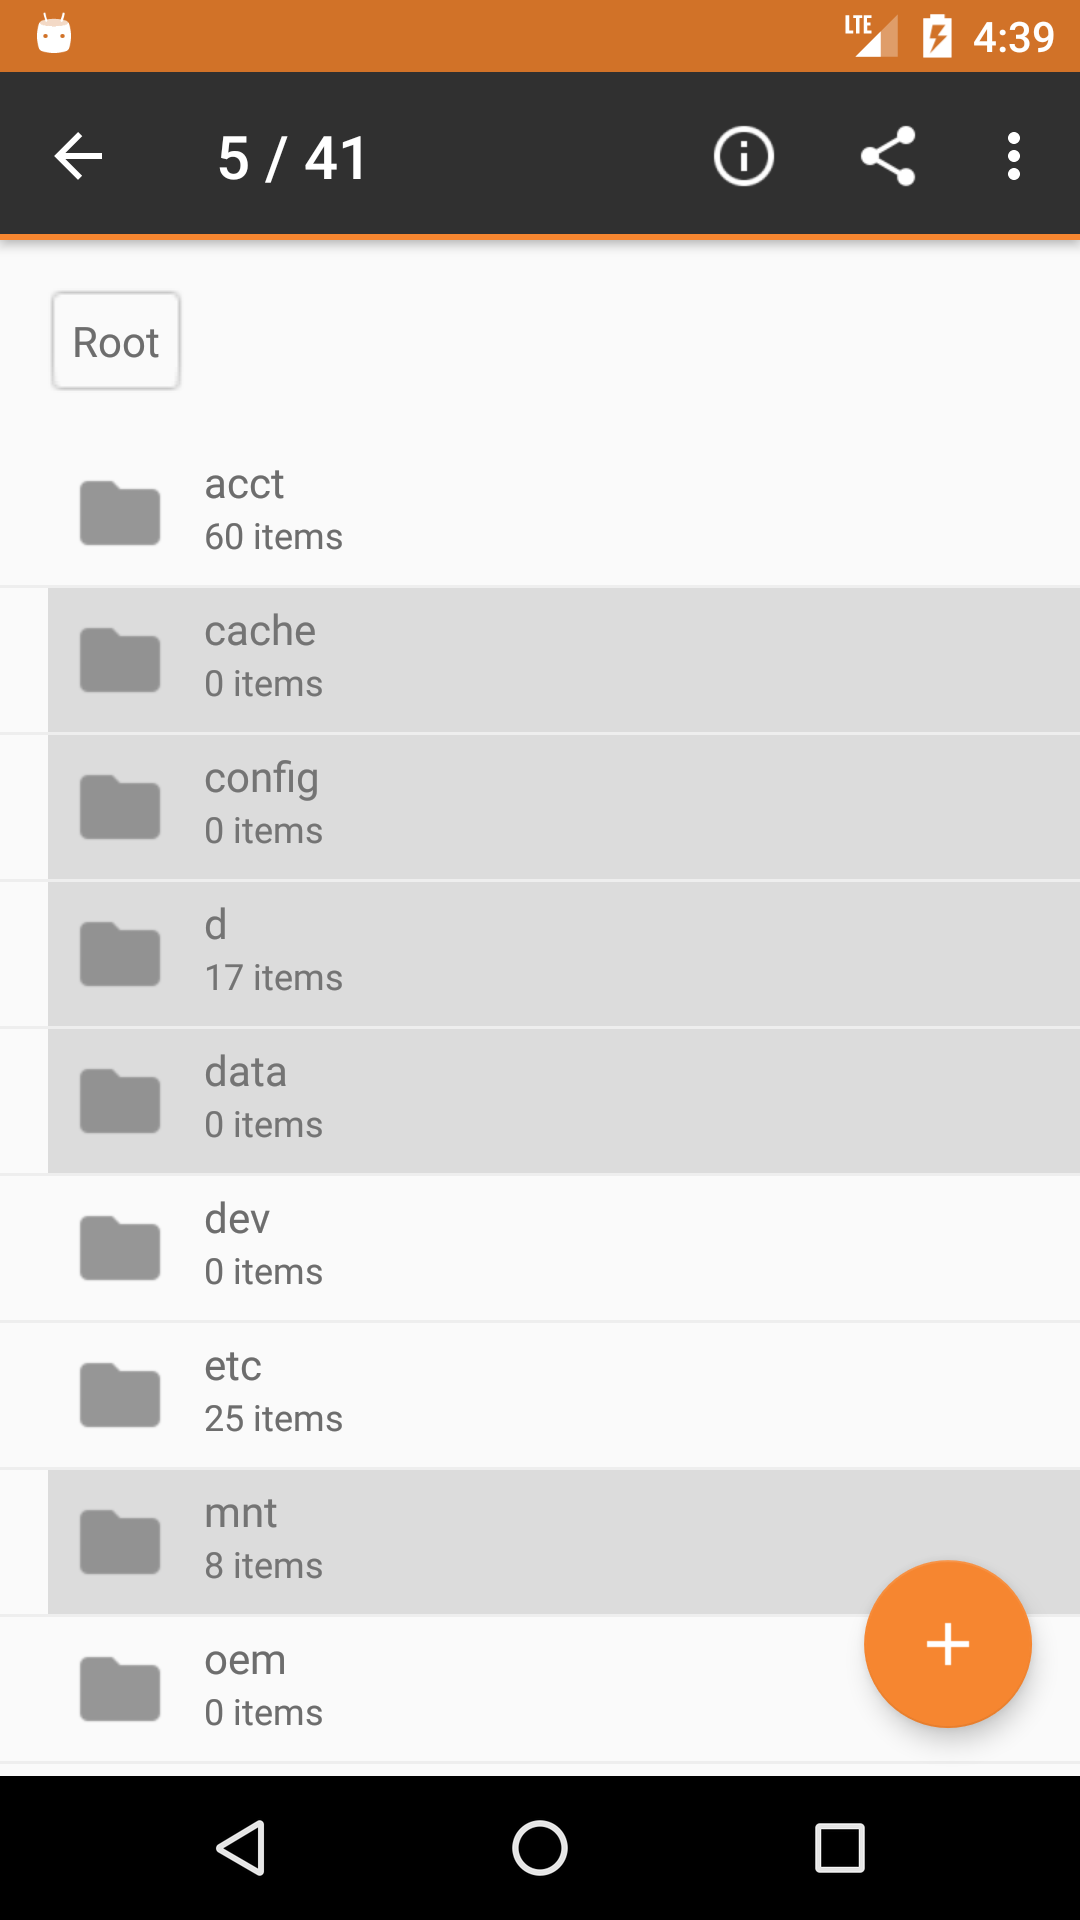 LTE 4:39
5 / 41
Root
acct
60 items
cache
0 items
config
0 items
d
17 items
data
0 items
dev
0 items
etc
25 items
mnt
8 items
oem
0 items